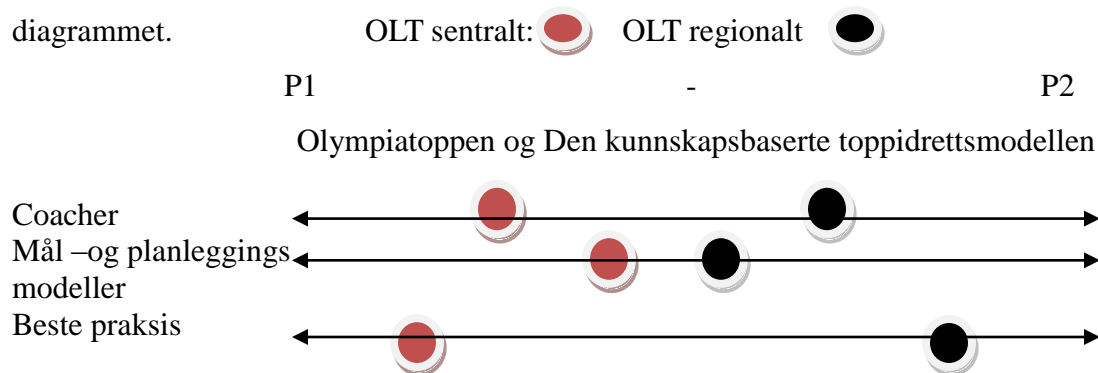 diagrammet. OLT sentralt: OLT regionalt
P1 - P2
Olympiatoppen og Den kunnskapsbaserte toppidrettsmodellen
Coacher
Mål –og planleggings
modeller
Beste praksis